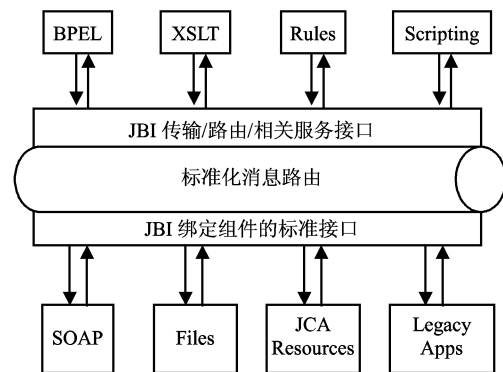 BPEL
XSLT
Rules
Scripting
JBI 传输/路由/相关服务接口
标准化消息路由
JBI 绑定组件的标准接口
SOAP
Files
JCA
Resources
Legacy
Apps